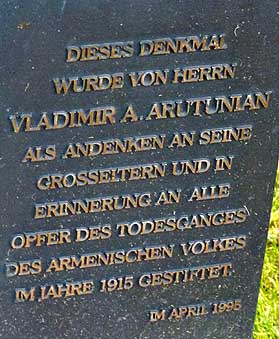 DIESES DENKMAL
WURDE VON HERRN
VLADIMIR A. ARUTUNIAN
ALS ANDENKEN AN SEINE
GROSSELTERN UND IN
ERINNERUNG AN ALLE
OPFER DES TODESGANGES
DES ARMENISCHEN VOLKES
IM JAHRE 1915 GESTIFTET.
IM APRIL 1995